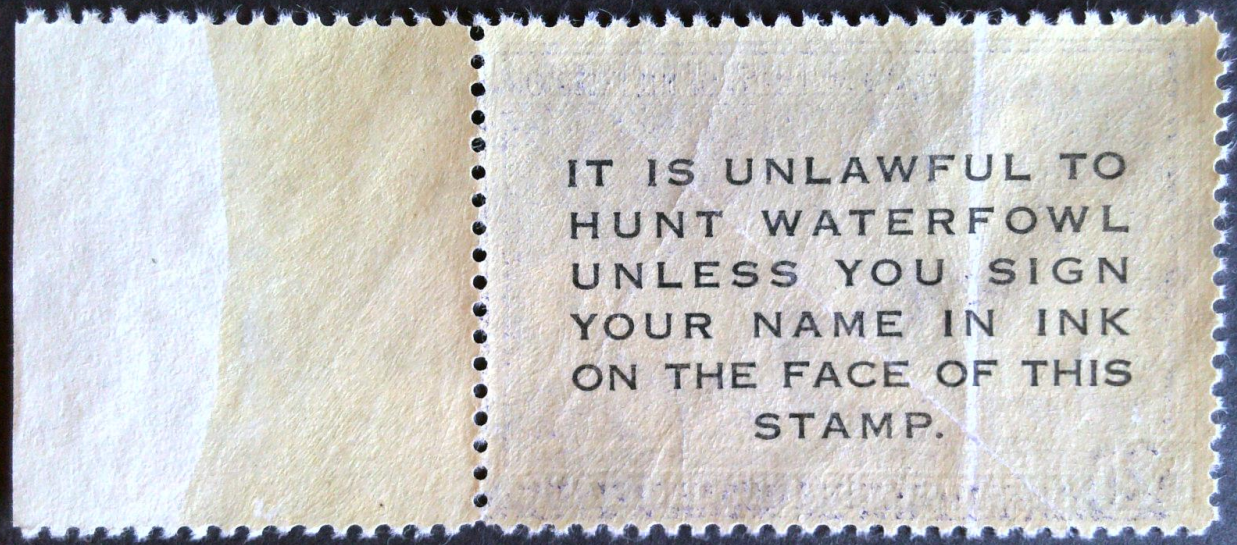 IT IS UNLAWFUL TO
HUNT WATERFOWL
UNLESS YOU SIGN
YOUR NAME IN INK
ON THE FACE OF THIS
STAMP.